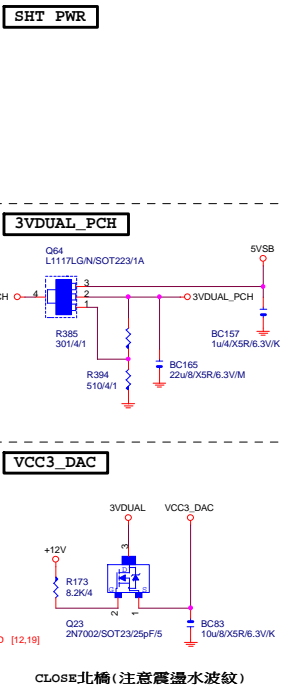 SHT PWR
3VDUAL_PCH
Q64
L1117LG/N/SOT223/1A
5VSB
3
CH
4
2
3VDUAL_PCH
1
R385
301/4/1
BC157
1u/4/X5R/6.3V/K
R394
510/4/1
BC165
22u/8/X5R/6.3V/M
VCC3_DAC
3VDUAL
VCC3_DAC
+12V
3
R173
8.2K/4
D
G
S
2
1
Q23
2N7002/SOT23/25pF/5
BC83
10u/8/X5R/6.3V/K
O [12,19]
CLOSE北橋(注意震盪水波紋)